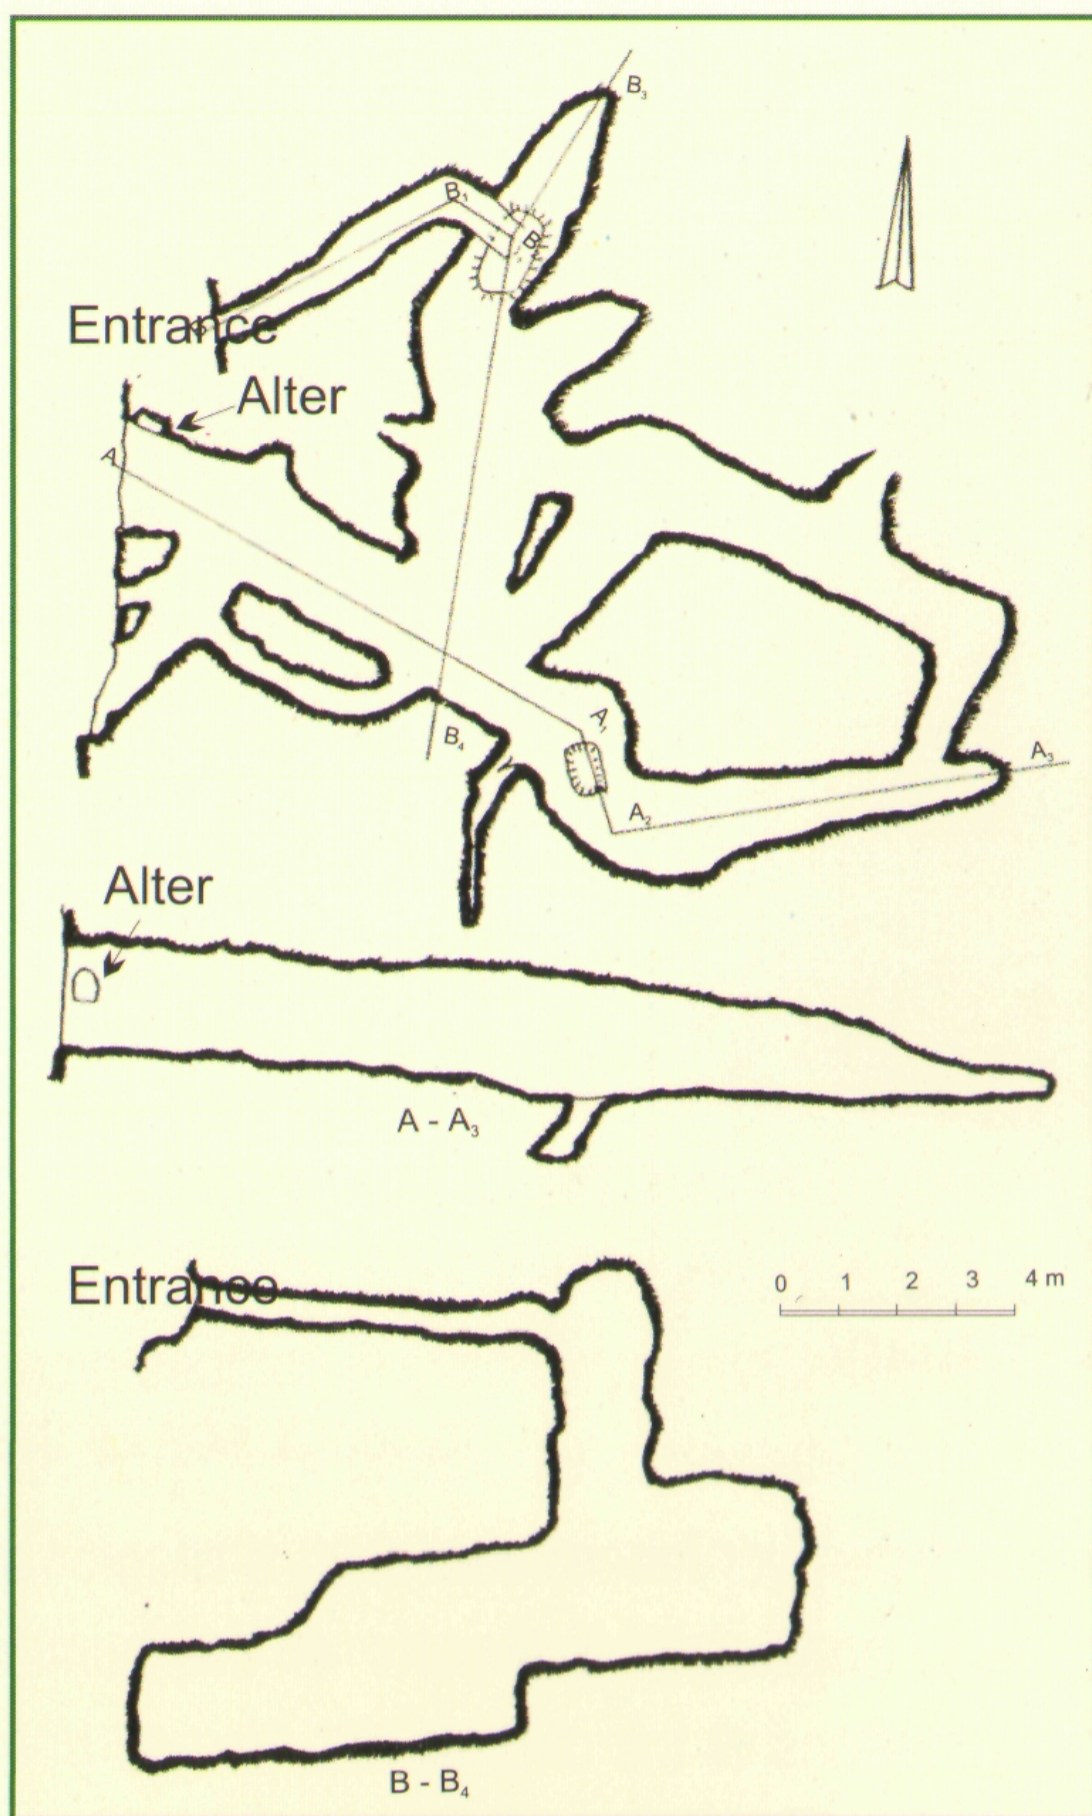 B₃
B₁
B₂
Entrance
Alter
A
A₁
B₄
A₃
A₂
Alter
A - A₃
Entrance
0 1 2 3 4 m
B - B₄